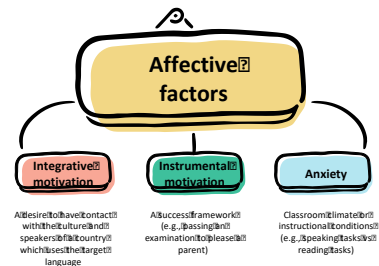 Affective
factors
Integrative
motivation
Instrumental
motivation
Anxiety
A desire to have contact
with the culture and
speakers of a country
which uses the target
language
A success framework
(e.g., passing an
examination to please a
parent)
Classroom climate or
instructional conditions
(e.g., speaking tasks vs
reading tasks)